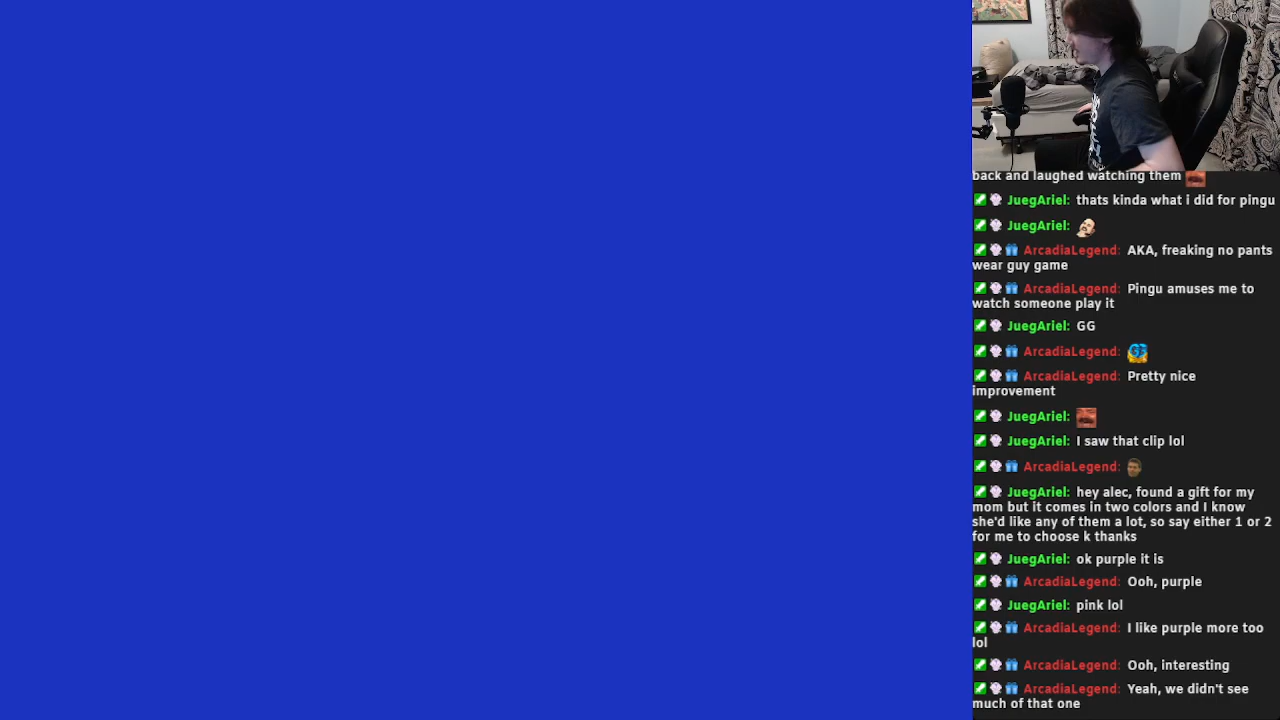 back and laughed watching them
JuegAriel: thats kinda what i did for pingu
JuegAriel:
ArcadiaLegend: AKA, freaking no pants
wear guy game
ArcadiaLegend: Pingu amuses me to
watch someone play it
JuegAriel: GG
ArcadiaLegend:
ArcadiaLegend: Pretty nice
improvement
JuegAriel:
JuegAriel: I saw that clip lol
ArcadiaLegend:
JuegAriel: hey alec, found a gift for my
mom but it comes in two colors and I know
she'd like any of them a lot, so say either 1 or 2
for me to choose k thanks
JuegAriel: ok purple it is
ArcadiaLegend: Ooh, purple
JuegAriel: pink lol
ArcadiaLegend: I like purple more too
lol
ArcadiaLegend: Ooh, interesting
ArcadiaLegend: Yeah, we didn't see
much of that one